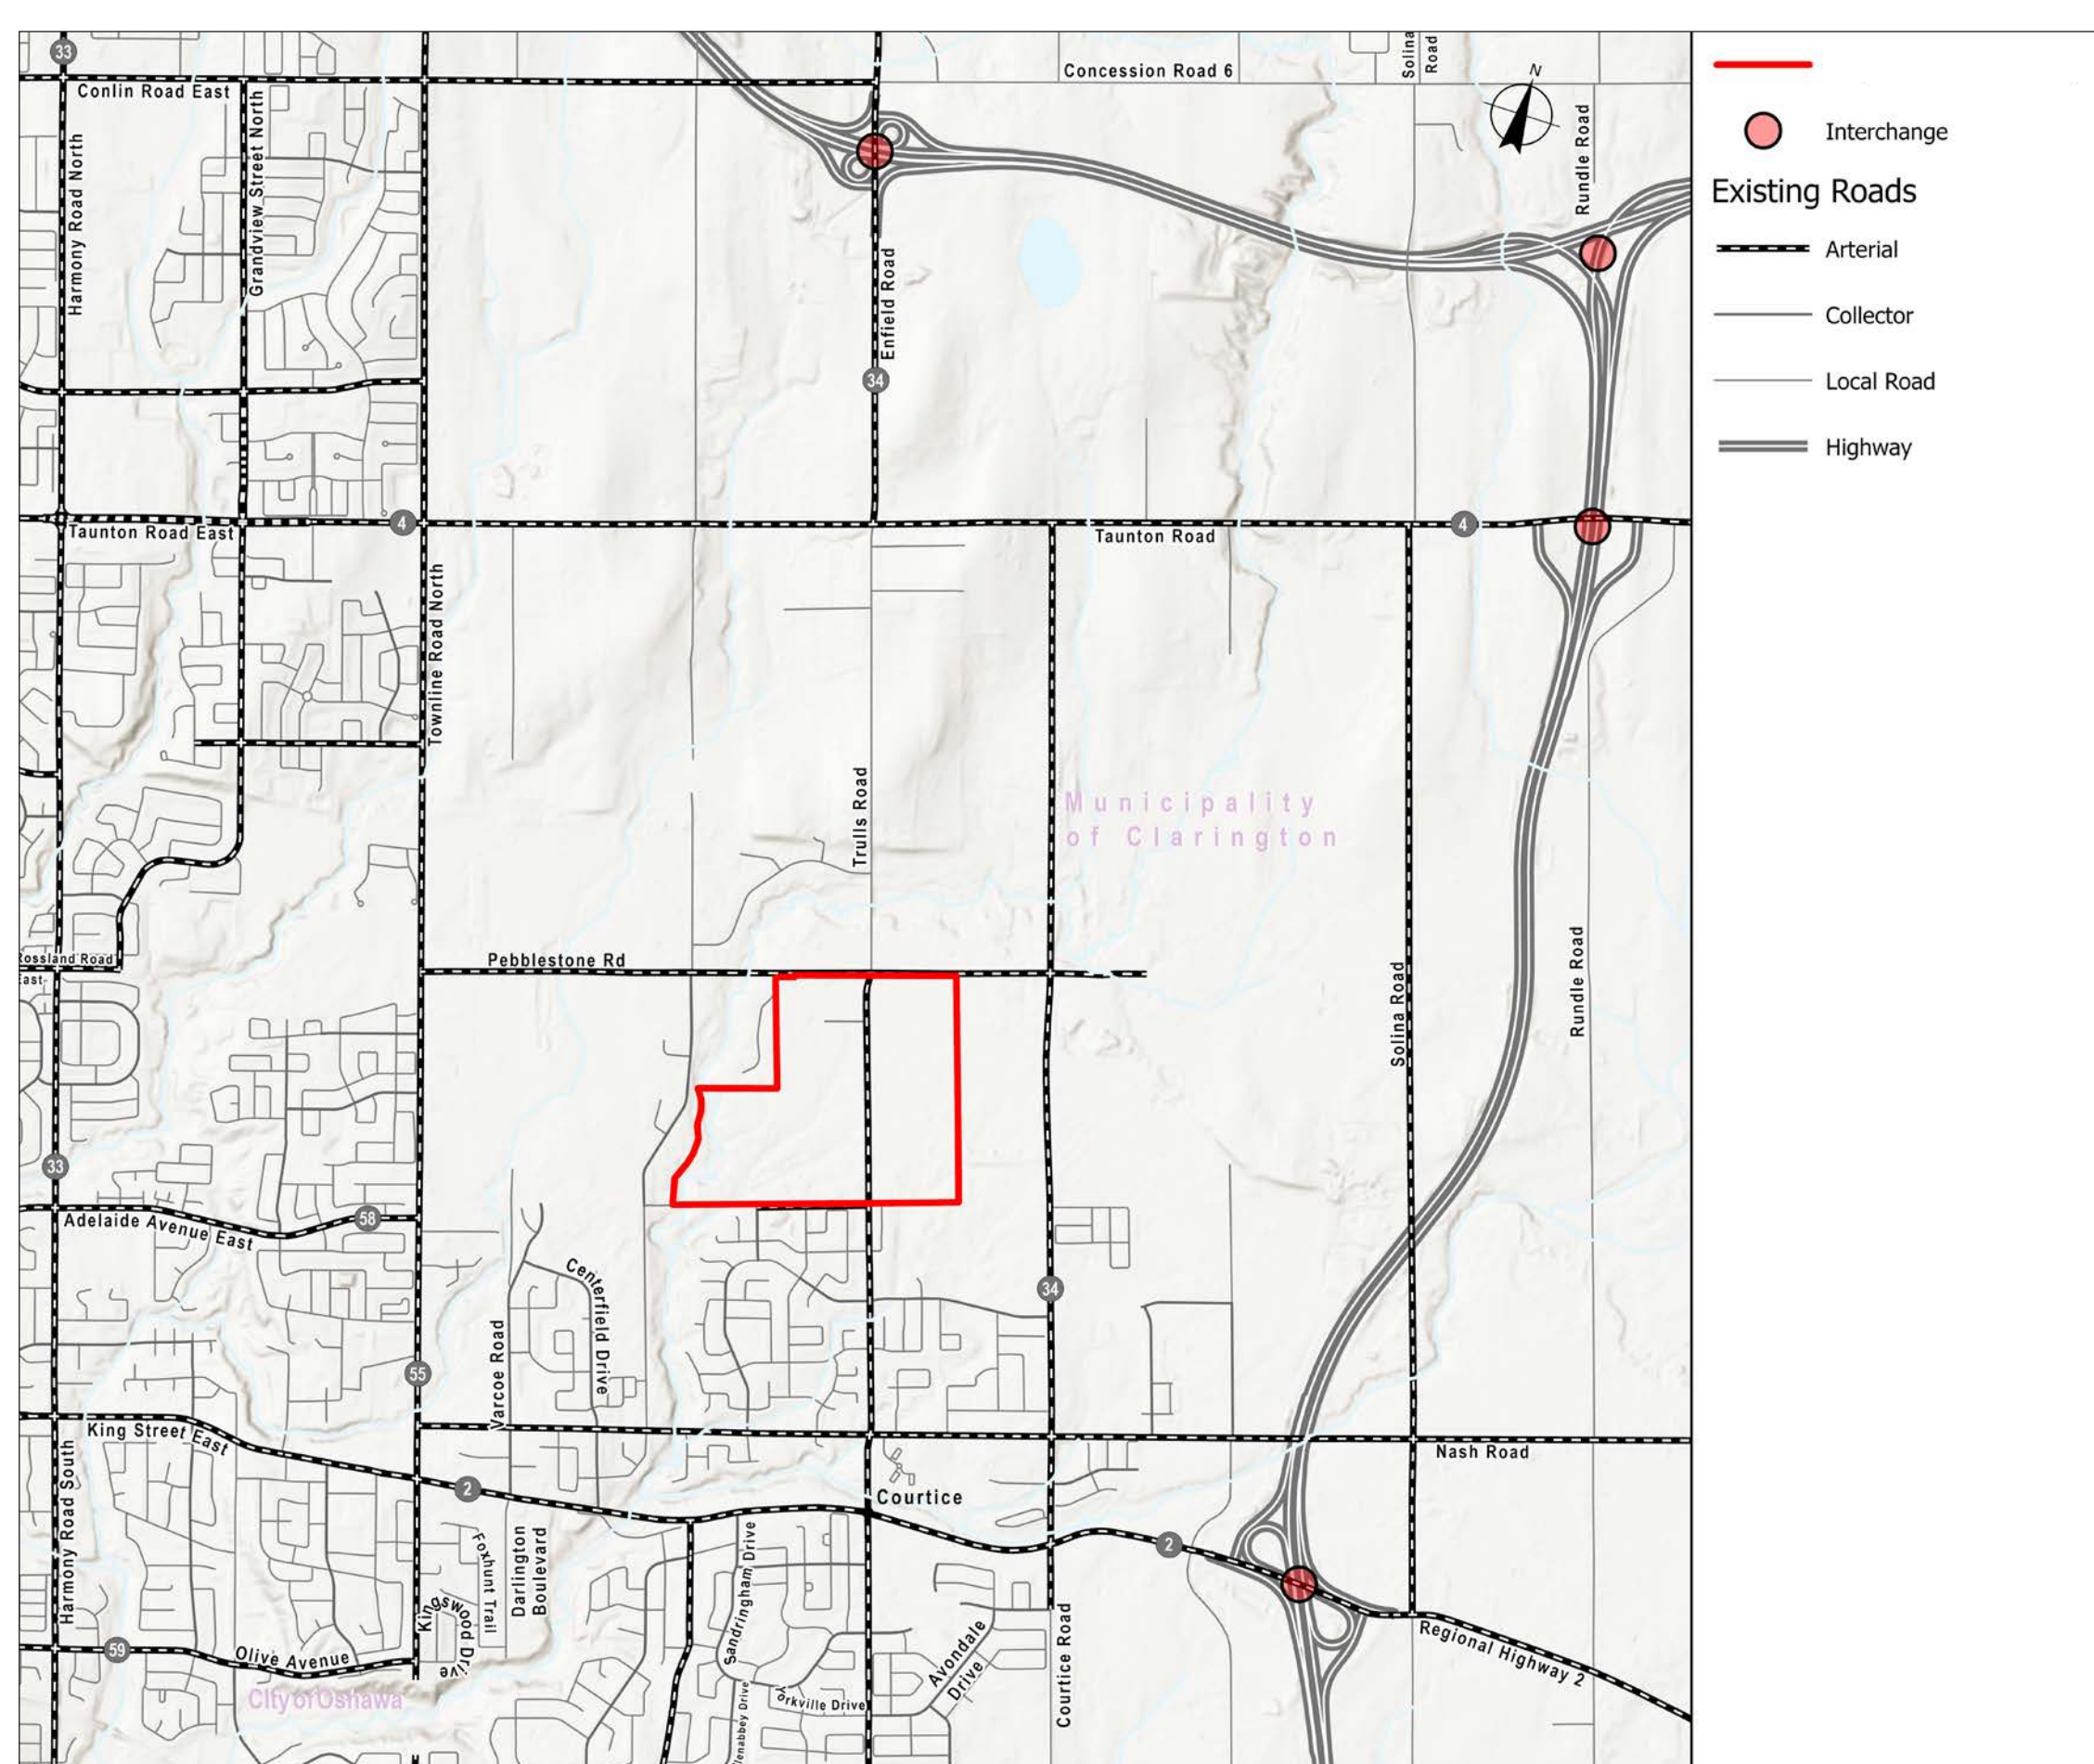 33
Conlin Road East
Concession Road 6
Solina
Road
N
Interchange
Existing Roads
Arterial
Collector
Local Road
Highway
Harmony Road North
Grandview Street North
Enfield Road
Rundle Road
34
4
Taunton Road East
Taunton Road
4
Townline Road North
Trulls Road
Municipality
of Clarington
Rossland Road
East
Pebblestone Rd
Solina Road
Rundle Road
33
Adelaide Avenue East
58
Centerfield Drive
34
Varcoe Road
55
King Street East
Nash Road
Harmony Road South
2
Courtice
2
Foxhunt Trail
Darlington
Boulevard
Kingswood Drive
Sandringham Drive
Avondale
Drive
Courtice Road
Regional Highway 2
59
Olive Avenue
City of Oshawa
Yorkville Drive